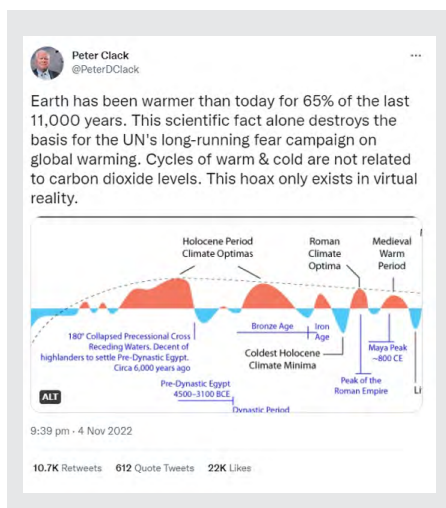 Peter Clack
@PeterDClack
Earth has been warmer than today for 65% of the last
11,000 years. This scientific fact alone destroys the
basis for the UN's long-running fear campaign on
global warming. Cycles of warm & cold are not related
to carbon dioxide levels. This hoax only exists in virtual
reality.
Holocene Period
Climate Optimas
Roman
Climate
Optima
Medieval
Warm
Period
180° Collapsed Precessional Cross
Receding Waters. Decent of
highlanders to settle Pre-Dynastic Egypt.
Circa 6,000 years ago
Bronze Age
Iron
Age
Coldest Holocene
Climate Minima
Maya Peak
~800 CE
Pre-Dynastic Egypt
4500–3100 BCE
Peak of the
Roman Empire
Dynastic Period
ALT
9:39 pm · 4 Nov 2022
10.7K Retweets 612 Quote Tweets 22K Likes